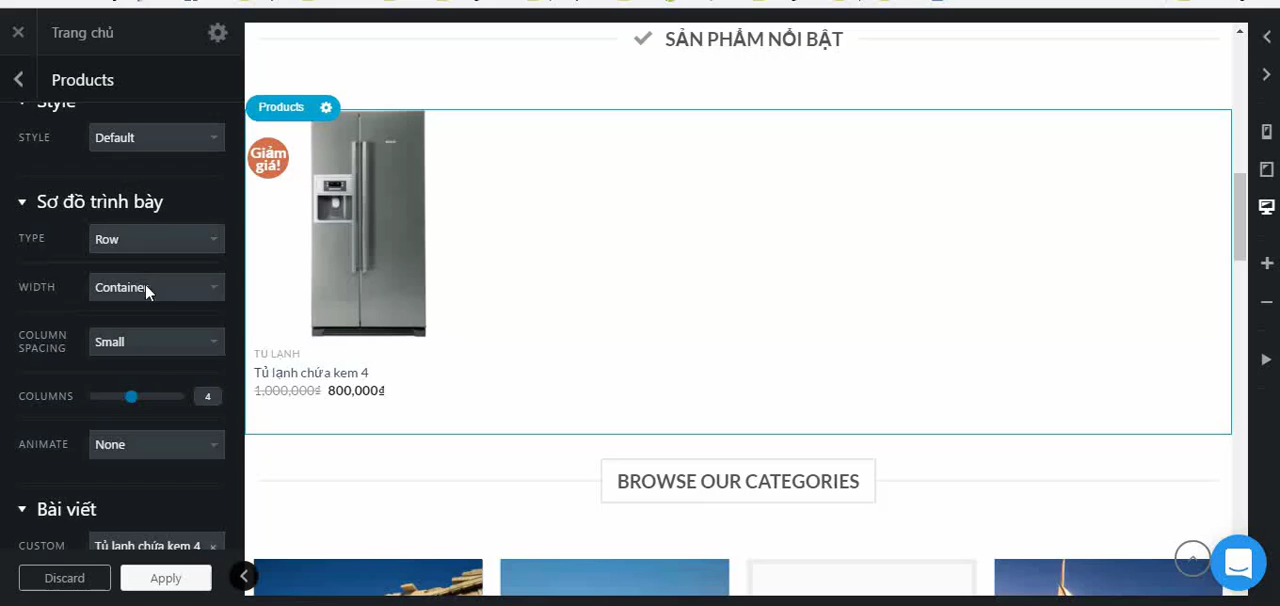 Trang chủ
Products
Style
STYLE
Default
Sơ đồ trình bày
TYPE
Row
WIDTH
Container
COLUMN
SPACING
Small
COLUMNS
4
ANIMATE
None
Bài viết
CUSTOM
Tủ lạnh chứa kem 4 ×
Discard
Apply
SẢN PHẨM NỔI BẬT
Products
Giảm
giá!
TỦ LẠNH
Tủ lạnh chứa kem 4
1,000,000₫ 800,000₫
BROWSE OUR CATEGORIES